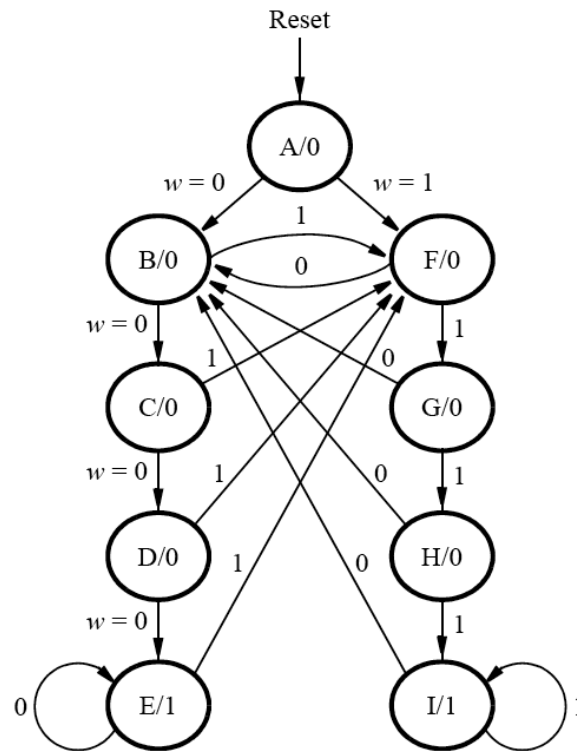 Reset
A/0
w = 0 w = 1
1
B/0 F/0
0
w = 0 1
1 0
C/0 G/0
w = 0 1
1 0
D/0 H/0
1 0
w = 0 1
0 E/1 I/1 1